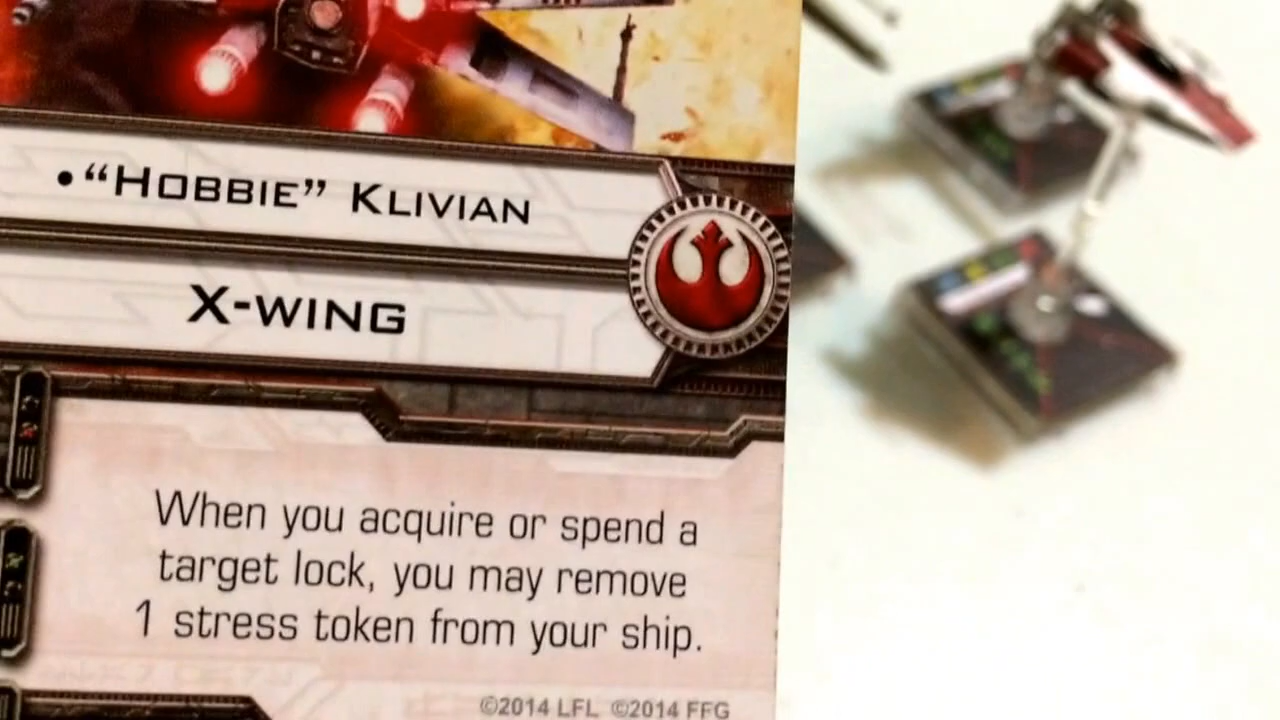 •“HOBBIE” KLIVIAN
X-WING
When you acquire or spend a
target lock, you may remove
1 stress token from your ship.
©2014 LFL ©2014 FFG